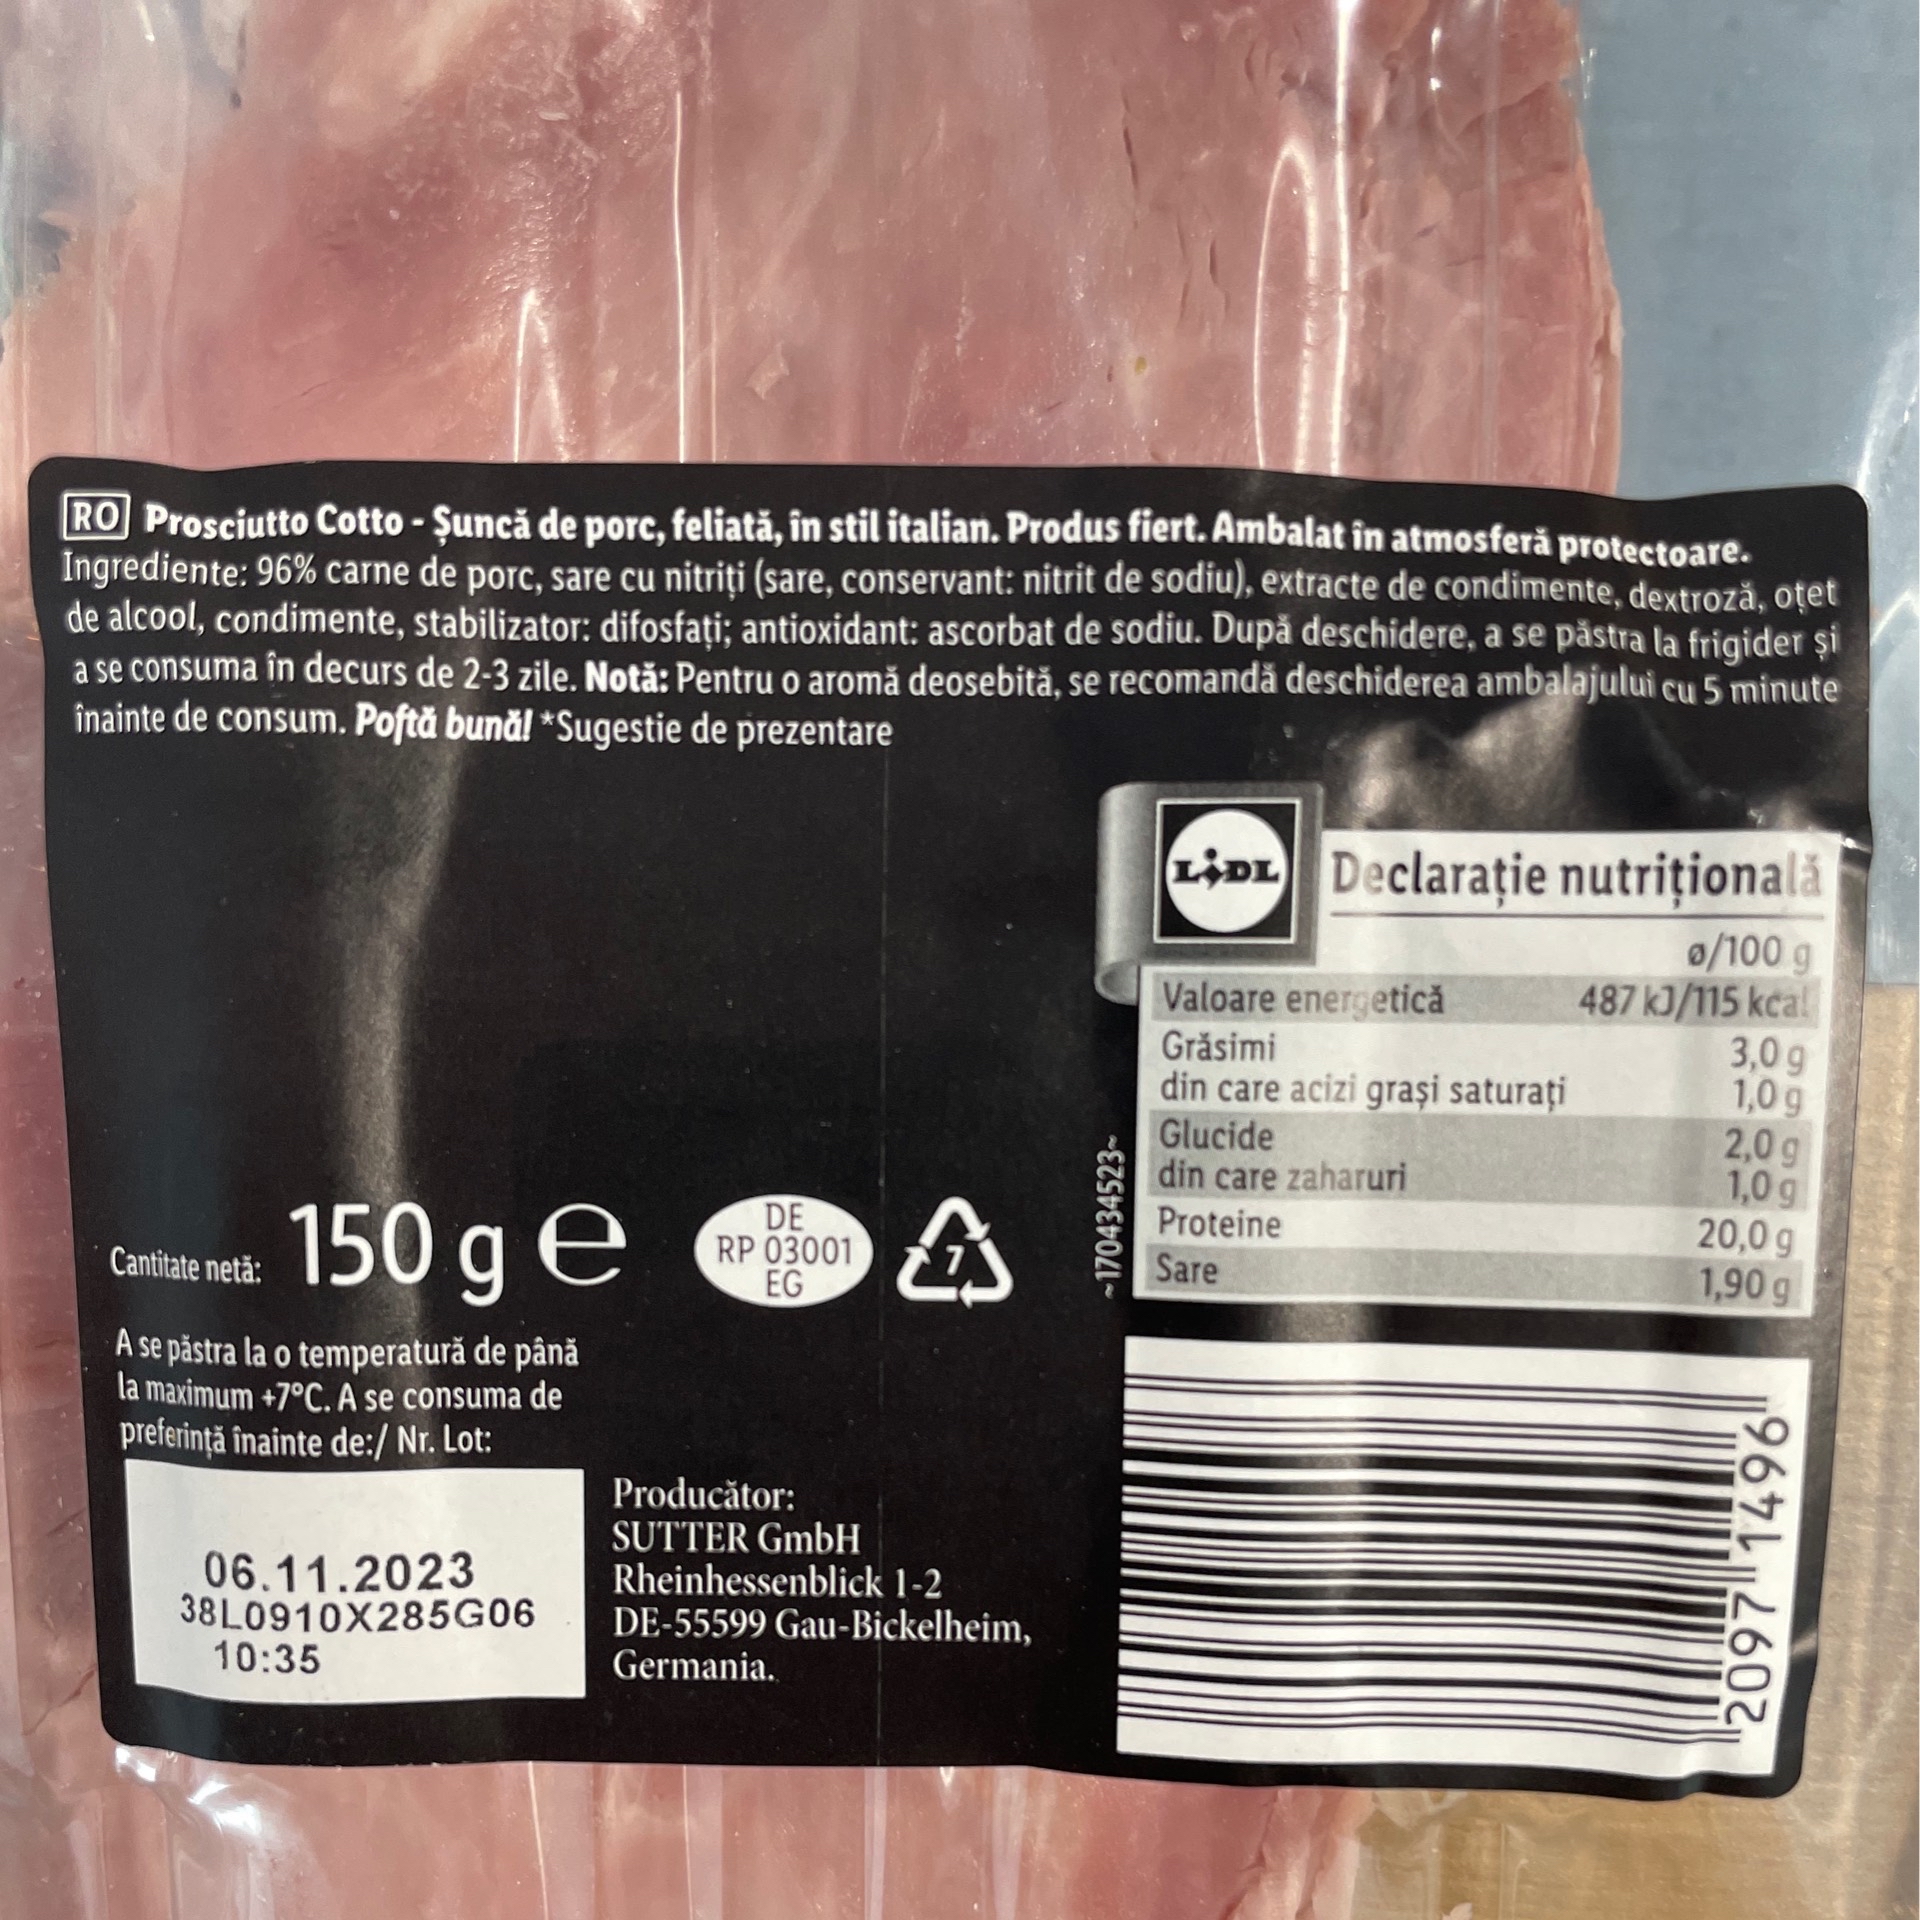 RO Prosciutto Cotto - Șuncă de porc, feliată, în stil italian. Produs fiert. Ambalat în atmosferă protectoare.
Ingrediente: 96% carne de porc, sare cu nitriți (sare, conservant: nitrit de sodiu), extracte de condimente, dextroză, oțet
de alcool, condimente, stabilizator: difosfați; antioxidant: ascorbat de sodiu. După deschidere, a se păstra la frigider și
a se consuma în decurs de 2-3 zile. Notă: Pentru o aromă deosebită, se recomandă deschiderea ambalajului cu 5 minute
înainte de consum. Poftă bună! *Sugestie de prezentare
LIDL
Declarație nutrițională
ø/100 g
Valoare energetică 487 kJ/115 kcal
Grăsimi 3,0 g
din care acizi grași saturați 1,0 g
Glucide 2,0 g
din care zaharuri 1,0 g
Proteine 20,0 g
Sare 1,90 g
~170434523~
Cantitate netă: 150 g e
DE
RP 03001
EG
7
A se păstra la o temperatură de până
la maximum +7°C. A se consuma de
preferință înainte de:/ Nr. Lot:
06.11.2023
38L0910X285G06
10:35
Producător:
SUTTER GmbH
Rheinhessenblick 1-2
DE-55599 Gau-Bickelheim,
Germania.
2097 1496